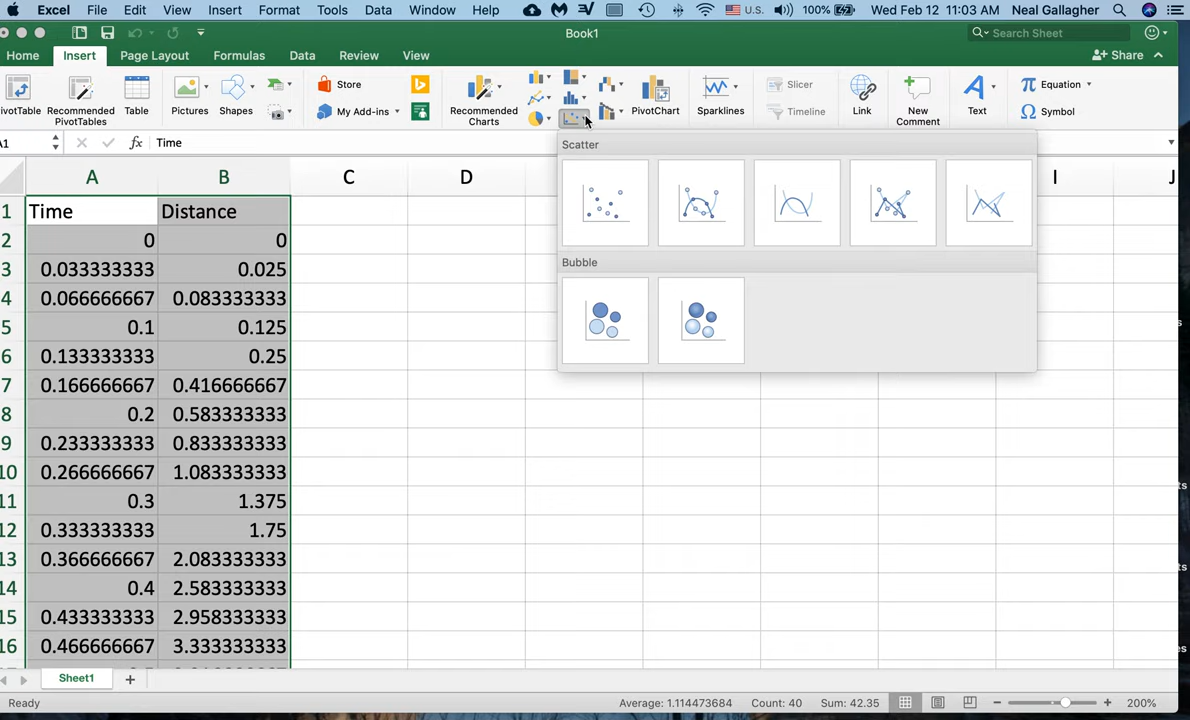 Excel File Edit View Insert Format Tools Data Window Help U.S. 100% Wed Feb 12 11:03 AM Neal Gallagher
Book1
Search Sheet
Home Insert Page Layout Formulas Data Review View
Share
Store
My Add-ins
Slicer
Timeline
Equation
Symbol
PivotTable Recommended PivotTables Table Pictures Shapes Recommended Charts PivotChart Sparklines Link New Comment Text
A1 fx Time
A B C D I J
Scatter
Bubble
1 Time Distance
2 0 0
3 0.033333333 0.025
4 0.066666667 0.083333333
5 0.1 0.125
6 0.133333333 0.25
7 0.166666667 0.416666667
8 0.2 0.583333333
9 0.233333333 0.833333333
10 0.266666667 1.083333333
11 0.3 1.375
12 0.333333333 1.75
13 0.366666667 2.083333333
14 0.4 2.583333333
15 0.433333333 2.958333333
16 0.466666667 3.333333333
Sheet1
Ready Average: 1.114473684 Count: 40 Sum: 42.35 200%